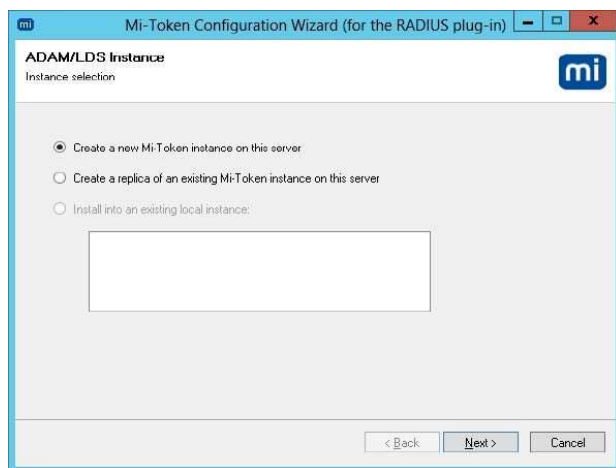 mi
Mi-Token Configuration Wizard (for the RADIUS plug-in)
x
ADAM/LDS Instance
Instance selection
mi
Create a new Mi-Token instance on this server
Create a replica of an existing Mi-Token instance on this server
Install into an existing local instance:
< Back Next > Cancel